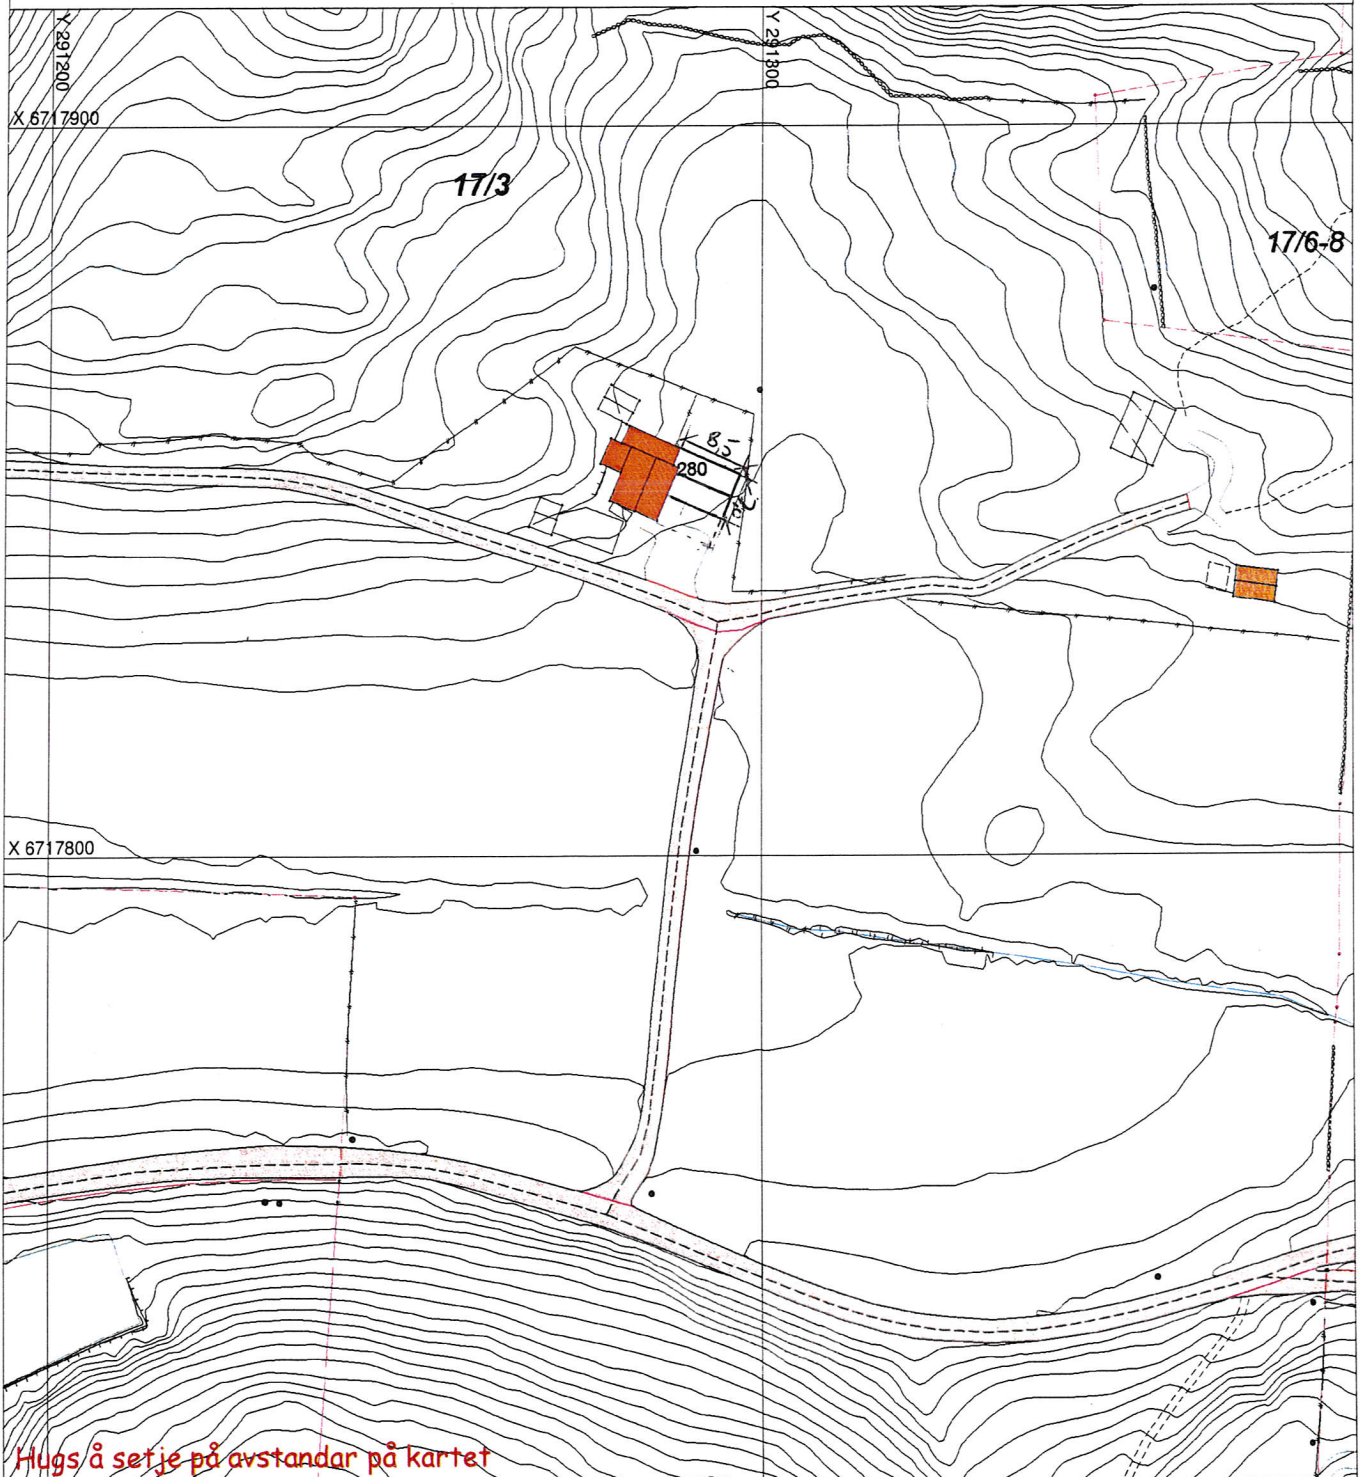 Y 291200
Y 291300
X 6717900
17/3
17/6-8
8,5
280
X 6717800
Hugs å setje på avstandar på kartet